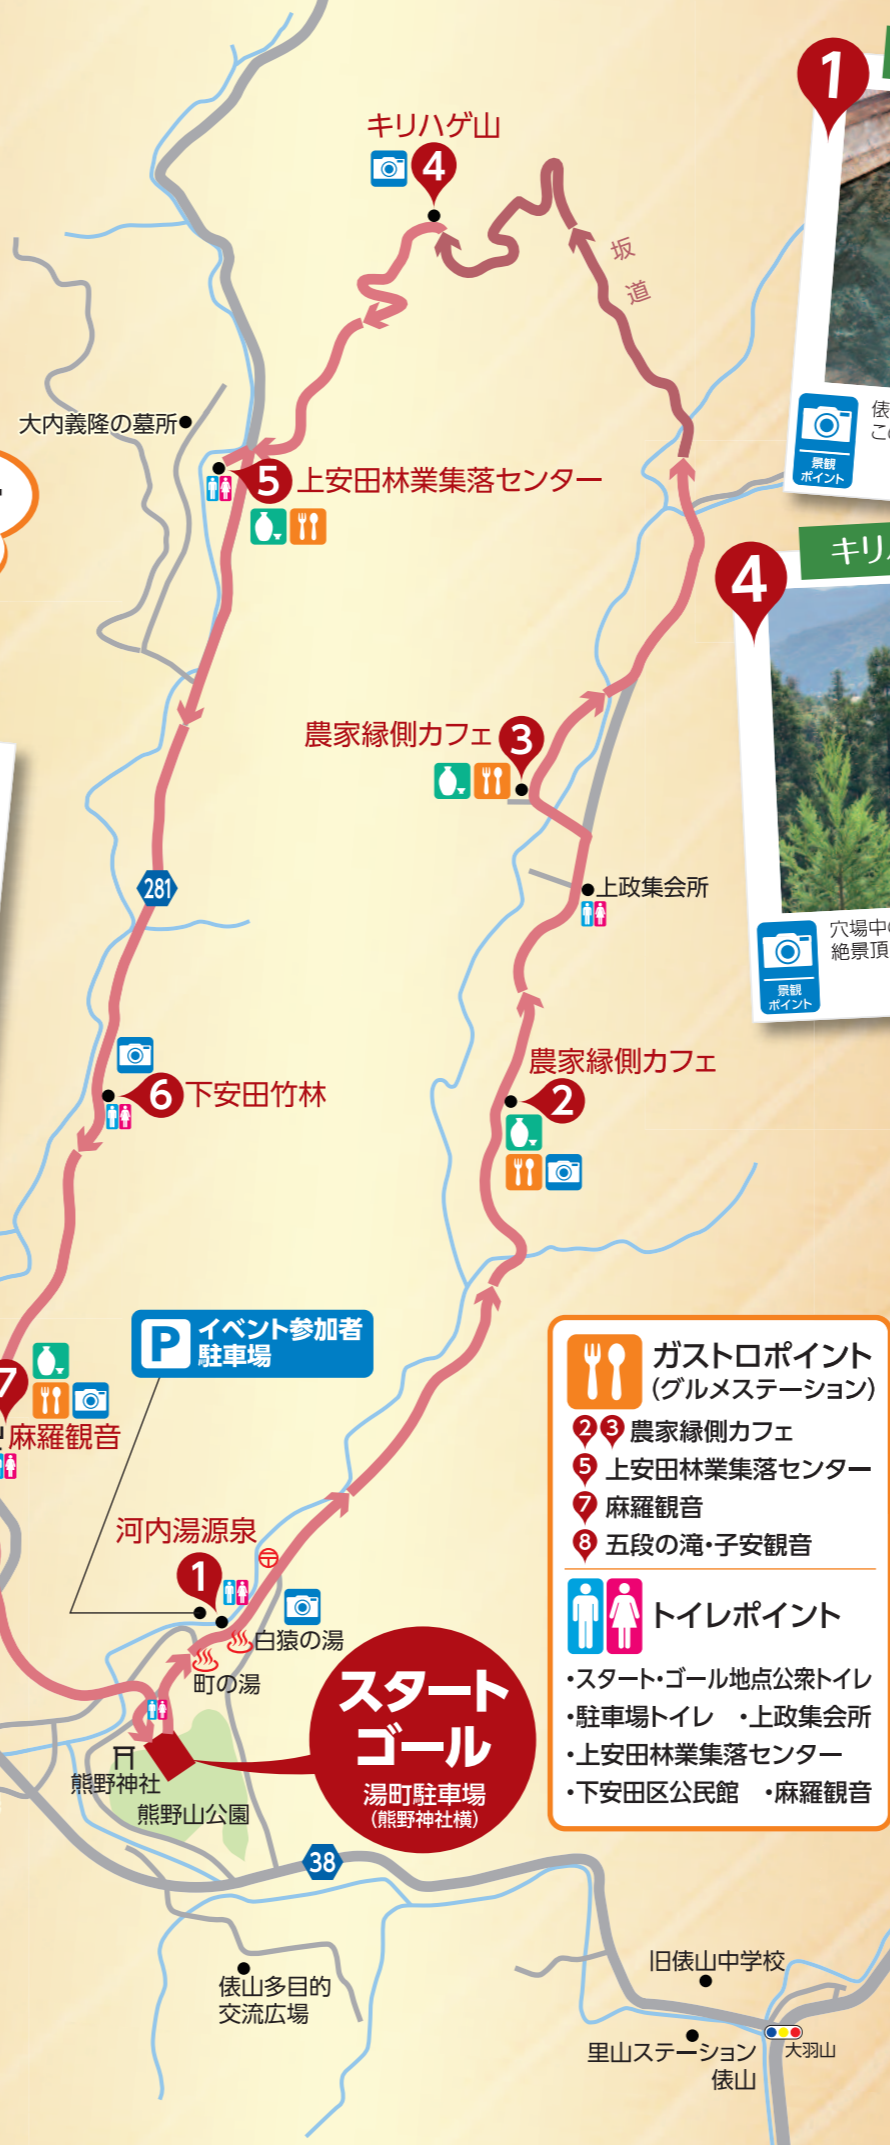 キリハゲ山
4
坂
道
1
景観
ポイント
大内義隆の墓所
5
上安田林業集落センター
4
景観
ポイント
穴場中
絶景頂
農家縁側カフェ
3
281
上政集会所
農家縁側カフェ
2
6
下安田竹林
P
イベント参加者
駐車場
7
麻羅観音
河内湯源泉
1
白猿の湯
町の湯
スタート
ゴール
湯町駐車場
(熊野神社横)
熊野神社
熊野山公園
38
俵山多目的
交流広場
旧俵山中学校
里山ステーション
俵山
大羽山
ガストロポイント
(グルメステーション)
2 3 農家縁側カフェ
5 上安田林業集落センター
7 麻羅観音
8 五段の滝・子安観音
トイレポイント
・スタート・ゴール地点公衆トイレ
・駐車場トイレ ・上政集会所
・上安田林業集落センター
・下安田区公民館 ・麻羅観音